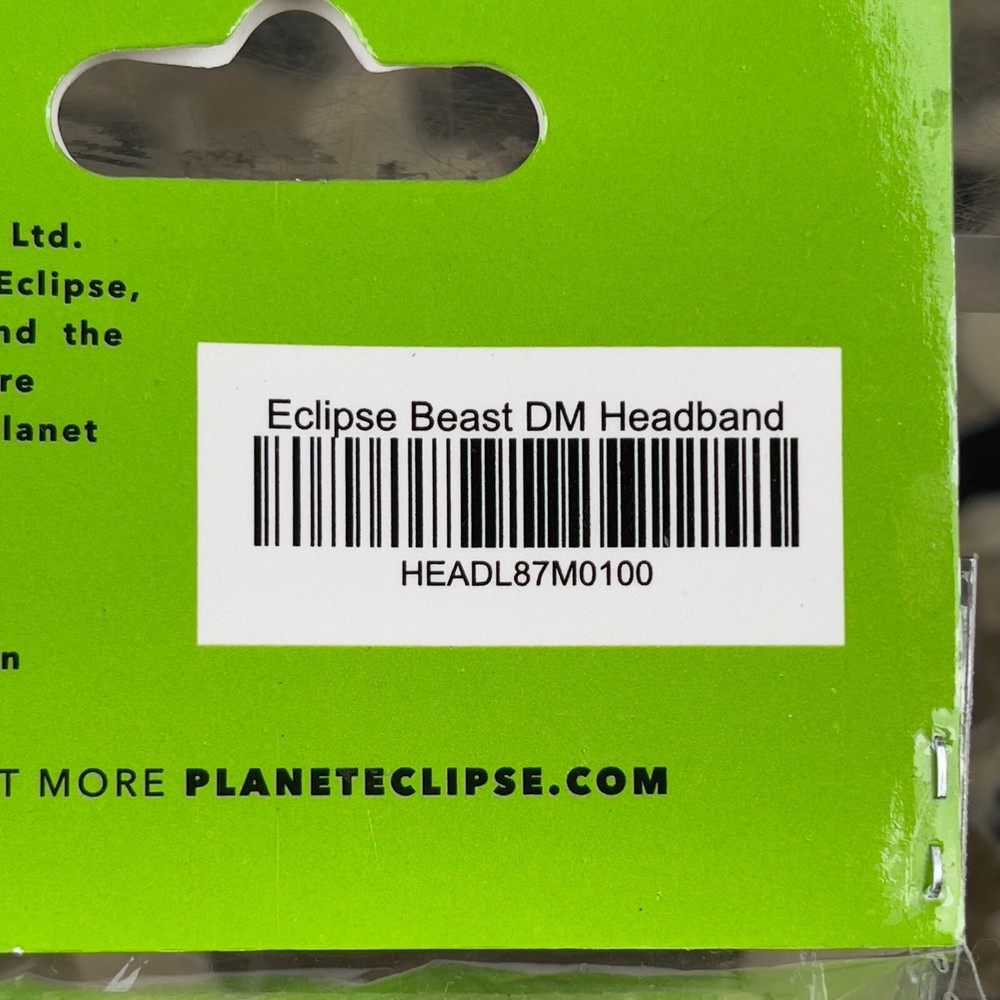 Ltd.
Eclipse,
nd the
re
lanet
Eclipse Beast DM Headband
HEADL87M0100
n
T MORE PLANETECLIPSE.COM